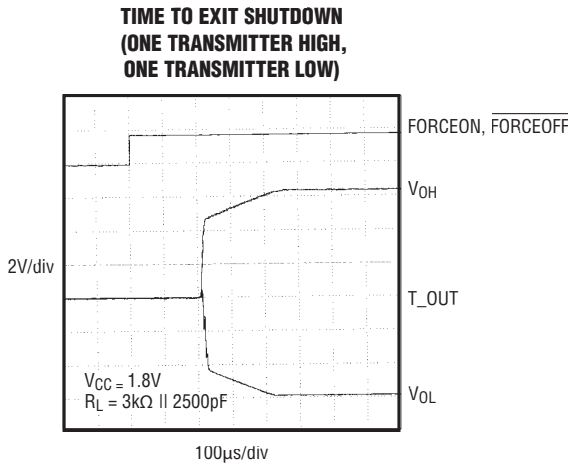 TIME TO EXIT SHUTDOWN
(ONE TRANSMITTER HIGH,
ONE TRANSMITTER LOW)
FORCEON, FORCEOFF
VOH
2V/div
T_OUT
VCC = 1.8V
RL = 3kΩ || 2500pF
VOL
100µs/div